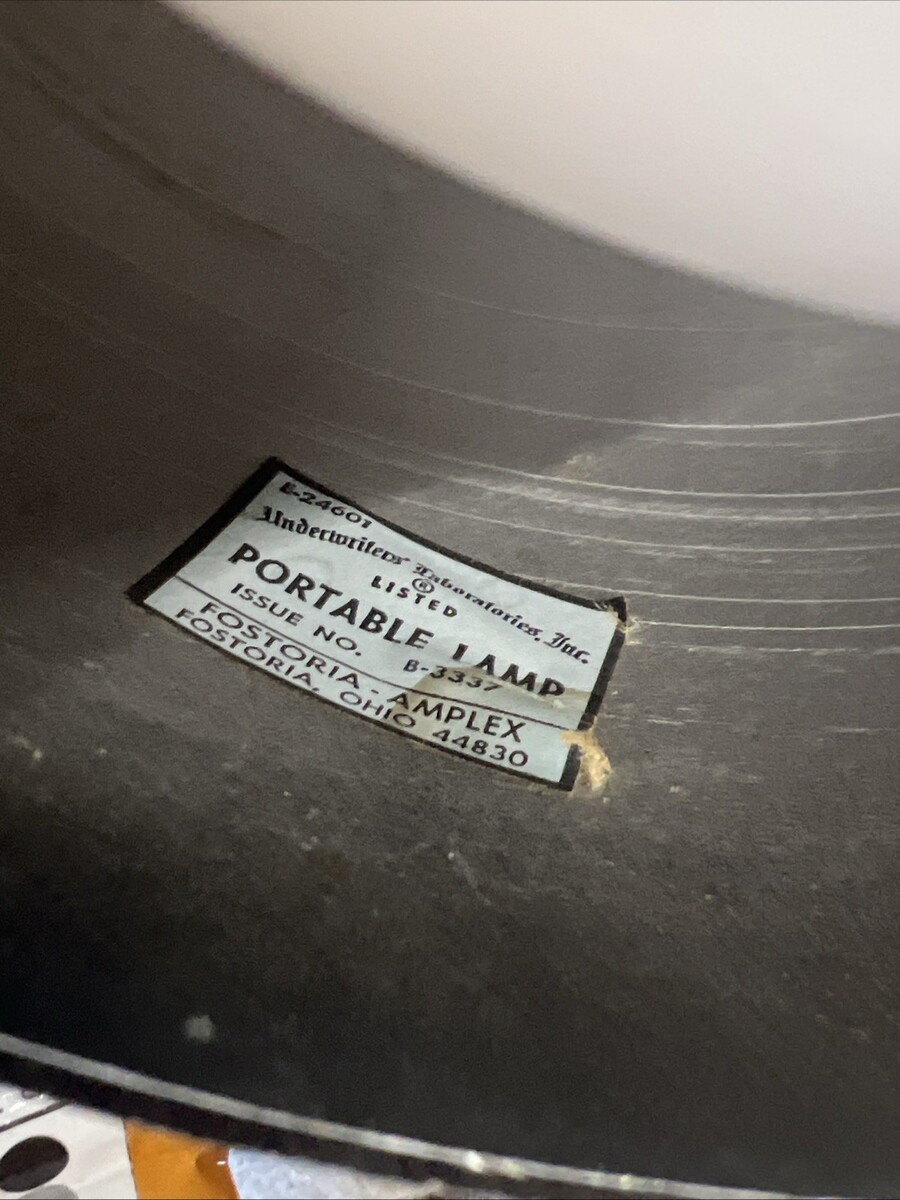 E-24601
Underwriters' Laboratories, Inc.
®
LISTED
PORTABLE LAMP
ISSUE NO. B-3337
FOSTORIA - AMPLEX
FOSTORIA, OHIO 44830